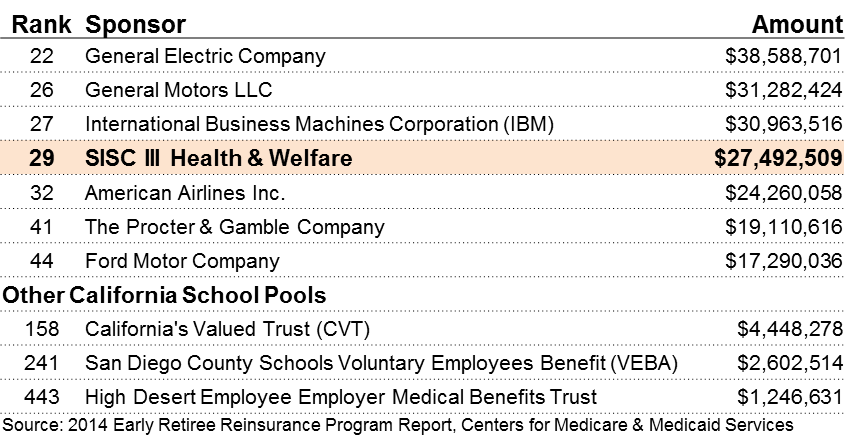 Rank Sponsor Amount
22 General Electric Company $38,588,701
26 General Motors LLC $31,282,424
27 International Business Machines Corporation (IBM) $30,963,516
29 SISC III Health & Welfare $27,492,509
32 American Airlines Inc. $24,260,058
41 The Procter & Gamble Company $19,110,616
44 Ford Motor Company $17,290,036
Other California School Pools
158 California's Valued Trust (CVT) $4,448,278
241 San Diego County Schools Voluntary Employees Benefit (VEBA) $2,602,514
443 High Desert Employee Employer Medical Benefits Trust $1,246,631
Source: 2014 Early Retiree Reinsurance Program Report, Centers for Medicare & Medicaid Services